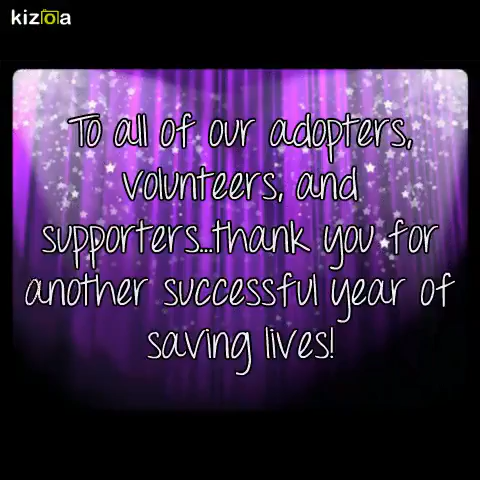 kizoa
To all of our adopters,
volunteers, and
supporters...thank you for
another successful year of
saving lives!